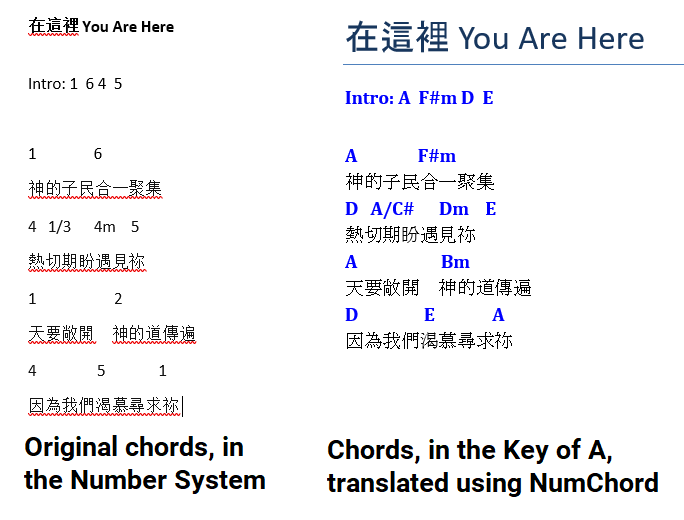 在這裡 You Are Here
Intro: 1 6 4 5
1 6
神的子民合一聚集
4 1/3 4m 5
熱切期盼遇見祢
1 2
天要敞開 神的道傳遍
4 5 1
因為我們渴慕尋求祢
Original chords, in
the Number System
在這裡 You Are Here
Intro: A F#m D E
A F#m
神的子民合一聚集
D A/C# Dm E
熱切期盼遇見祢
A Bm
天要敞開 神的道傳遍
D E A
因為我們渴慕尋求祢
Chords, in the Key of A,
translated using NumChord